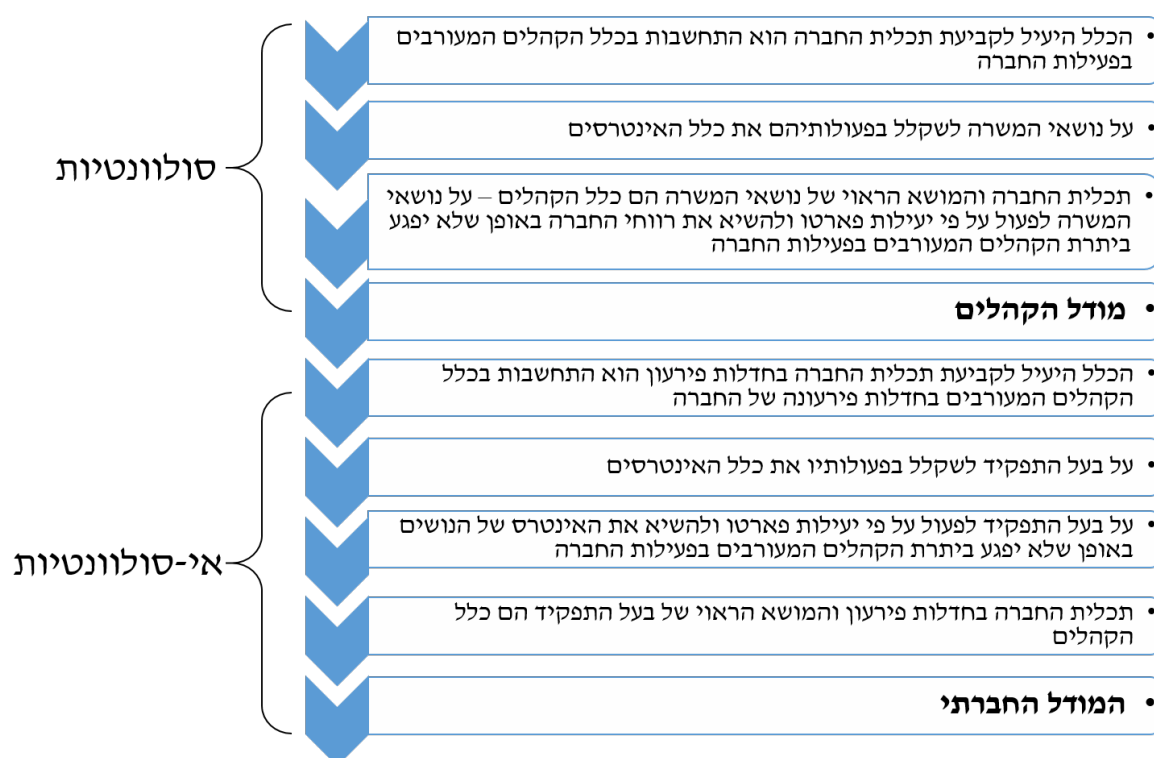 • הכלל היעיל לקביעת תכלית החברה הוא התחשבות בכלל הקהלים המעורבים
בפעילות החברה
• על נושאי המשרה לשקלל בפעולותיהם את כלל האינטרסים
סולוונטיות
• תכלית החברה והמושא הראוי של נושאי המשרה הם כלל הקהלים – על נושאי
המשרה לפעול על פי יעילות פארטו ולהשיא את רווחי החברה באופן שלא יפגע
ביתרת הקהלים המעורבים בפעילות החברה
• מודל הקהלים
• הכלל היעיל לקביעת תכלית החברה בחדלות פירעון הוא התחשבות בכלל
הקהלים המעורבים בחדלות פירעונה של החברה
• על בעל התפקיד לשקלל בפעולותיו את כלל האינטרסים
• על בעל התפקיד לפעול על פי יעילות פארטו ולהשיא את האינטרס של הנושים
באופן שלא יפגע ביתרת הקהלים המעורבים בפעילות החברה
אי-סולוונטיות
• תכלית החברה בחדלות פירעון והמושא הראוי של בעל התפקיד הם כלל
הקהלים
• המודל החברתי